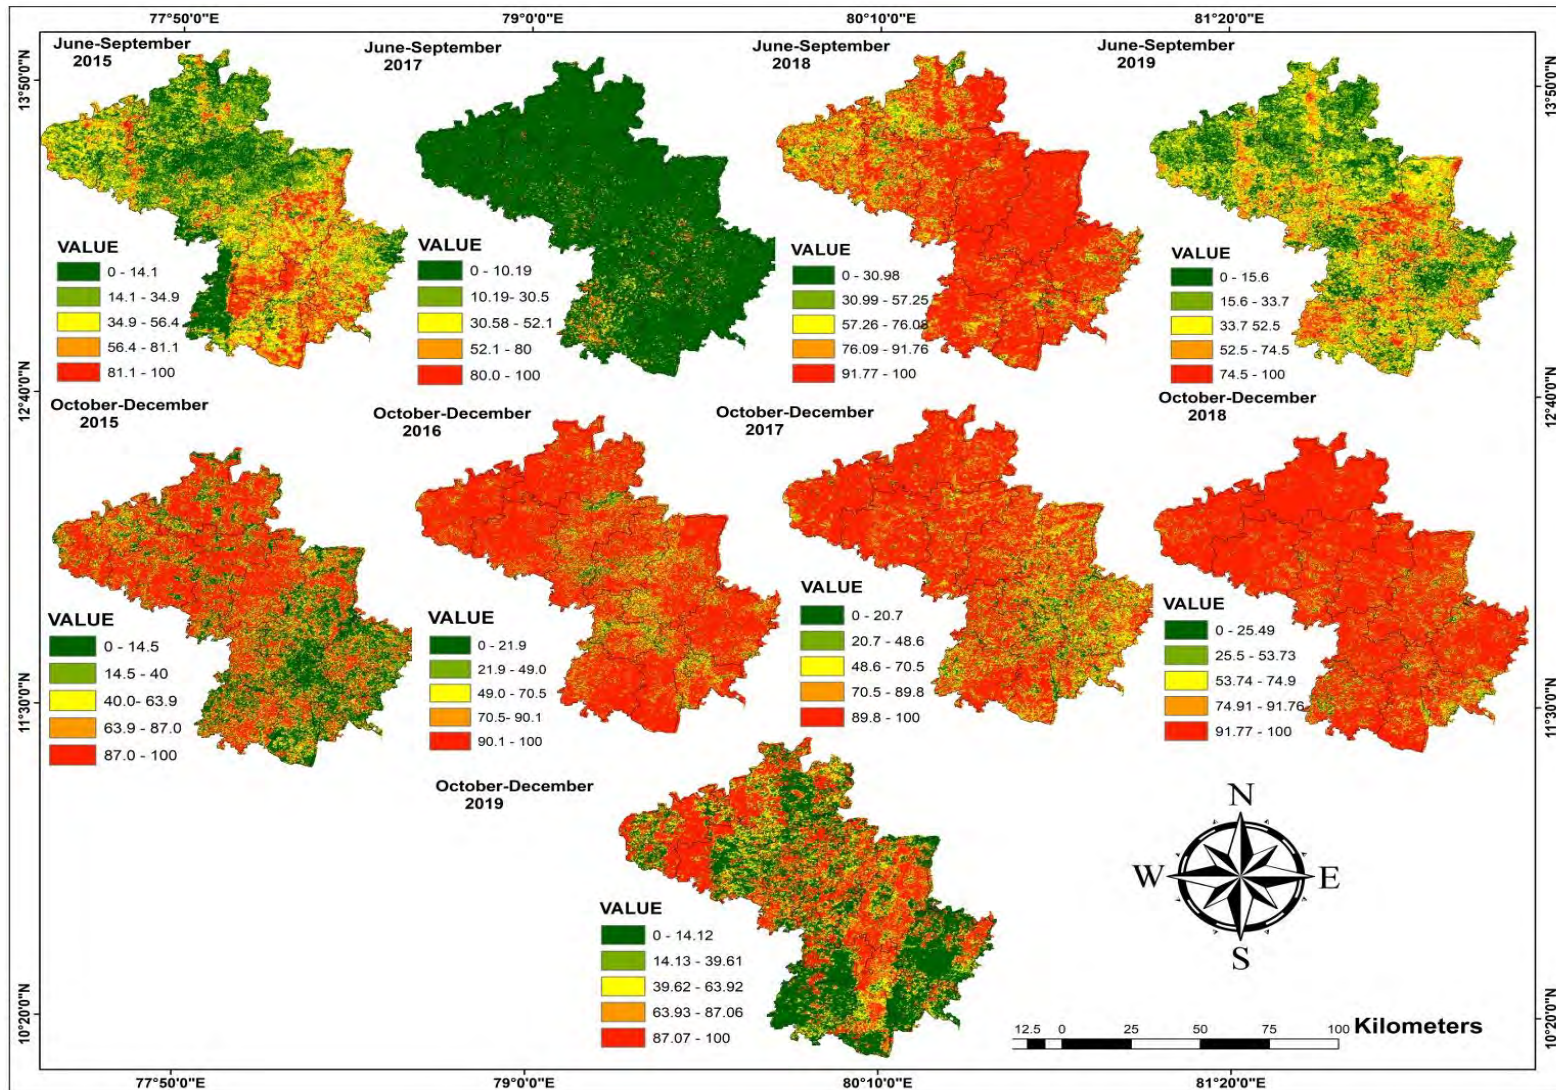 77°50'0"E 79°0'0"E 80°10'0"E 81°20'0"E
13°50'0"N
12°40'0"N
11°30'0"N
10°20'0"N
June-September
2015
VALUE
0 - 14.1
14.1 - 34.9
34.9 - 56.4
56.4 - 81.1
81.1 - 100
June-September
2017
VALUE
0 - 10.19
10.19- 30.5
30.58 - 52.1
52.1 - 80
80.0 - 100
June-September
2018
VALUE
0 - 30.98
30.99 - 57.25
57.26 - 76.08
76.09 - 91.76
91.77 - 100
June-September
2019
VALUE
0 - 15.6
15.6 - 33.7
33.7 52.5
52.5 - 74.5
74.5 - 100
October-December
2015
VALUE
0 - 14.5
14.5 - 40
40.0- 63.9
63.9 - 87.0
87.0 - 100
October-December
2016
VALUE
0 - 21.9
21.9 - 49.0
49.0 - 70.5
70.5- 90.1
90.1 - 100
October-December
2017
VALUE
0 - 20.7
20.7 - 48.6
48.6 - 70.5
70.5 - 89.8
89.8 - 100
October-December
2018
VALUE
0 - 25.49
25.5 - 53.73
53.74 - 74.9
74.91 - 91.76
91.77 - 100
October-December
2019
VALUE
0 - 14.12
14.13 - 39.61
39.62 - 63.92
63.93 - 87.06
87.07 - 100
N
W E
S
12.5 0 25 50 75 100 Kilometers
13°50'0"N
12°40'0"N
11°30'0"N
10°20'0"N
77°50'0"E 79°0'0"E 80°10'0"E 81°20'0"E